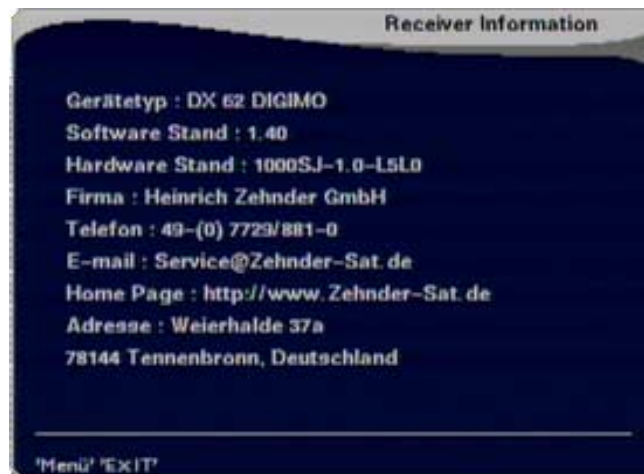 Receiver Information
Gerätetyp : DX 62 DIGIMO
Software Stand : 1.40
Hardware Stand : 1000SJ-1.0-L5L0
Firma : Heinrich Zehnder GmbH
Telefon : 49-(0) 7729/881-0
E-mail : Service@Zehnder-Sat.de
Home Page : http://www.Zehnder-Sat.de
Adresse : Weierhalde 37a
78144 Tennenbronn, Deutschland
'Menü' 'EXIT'